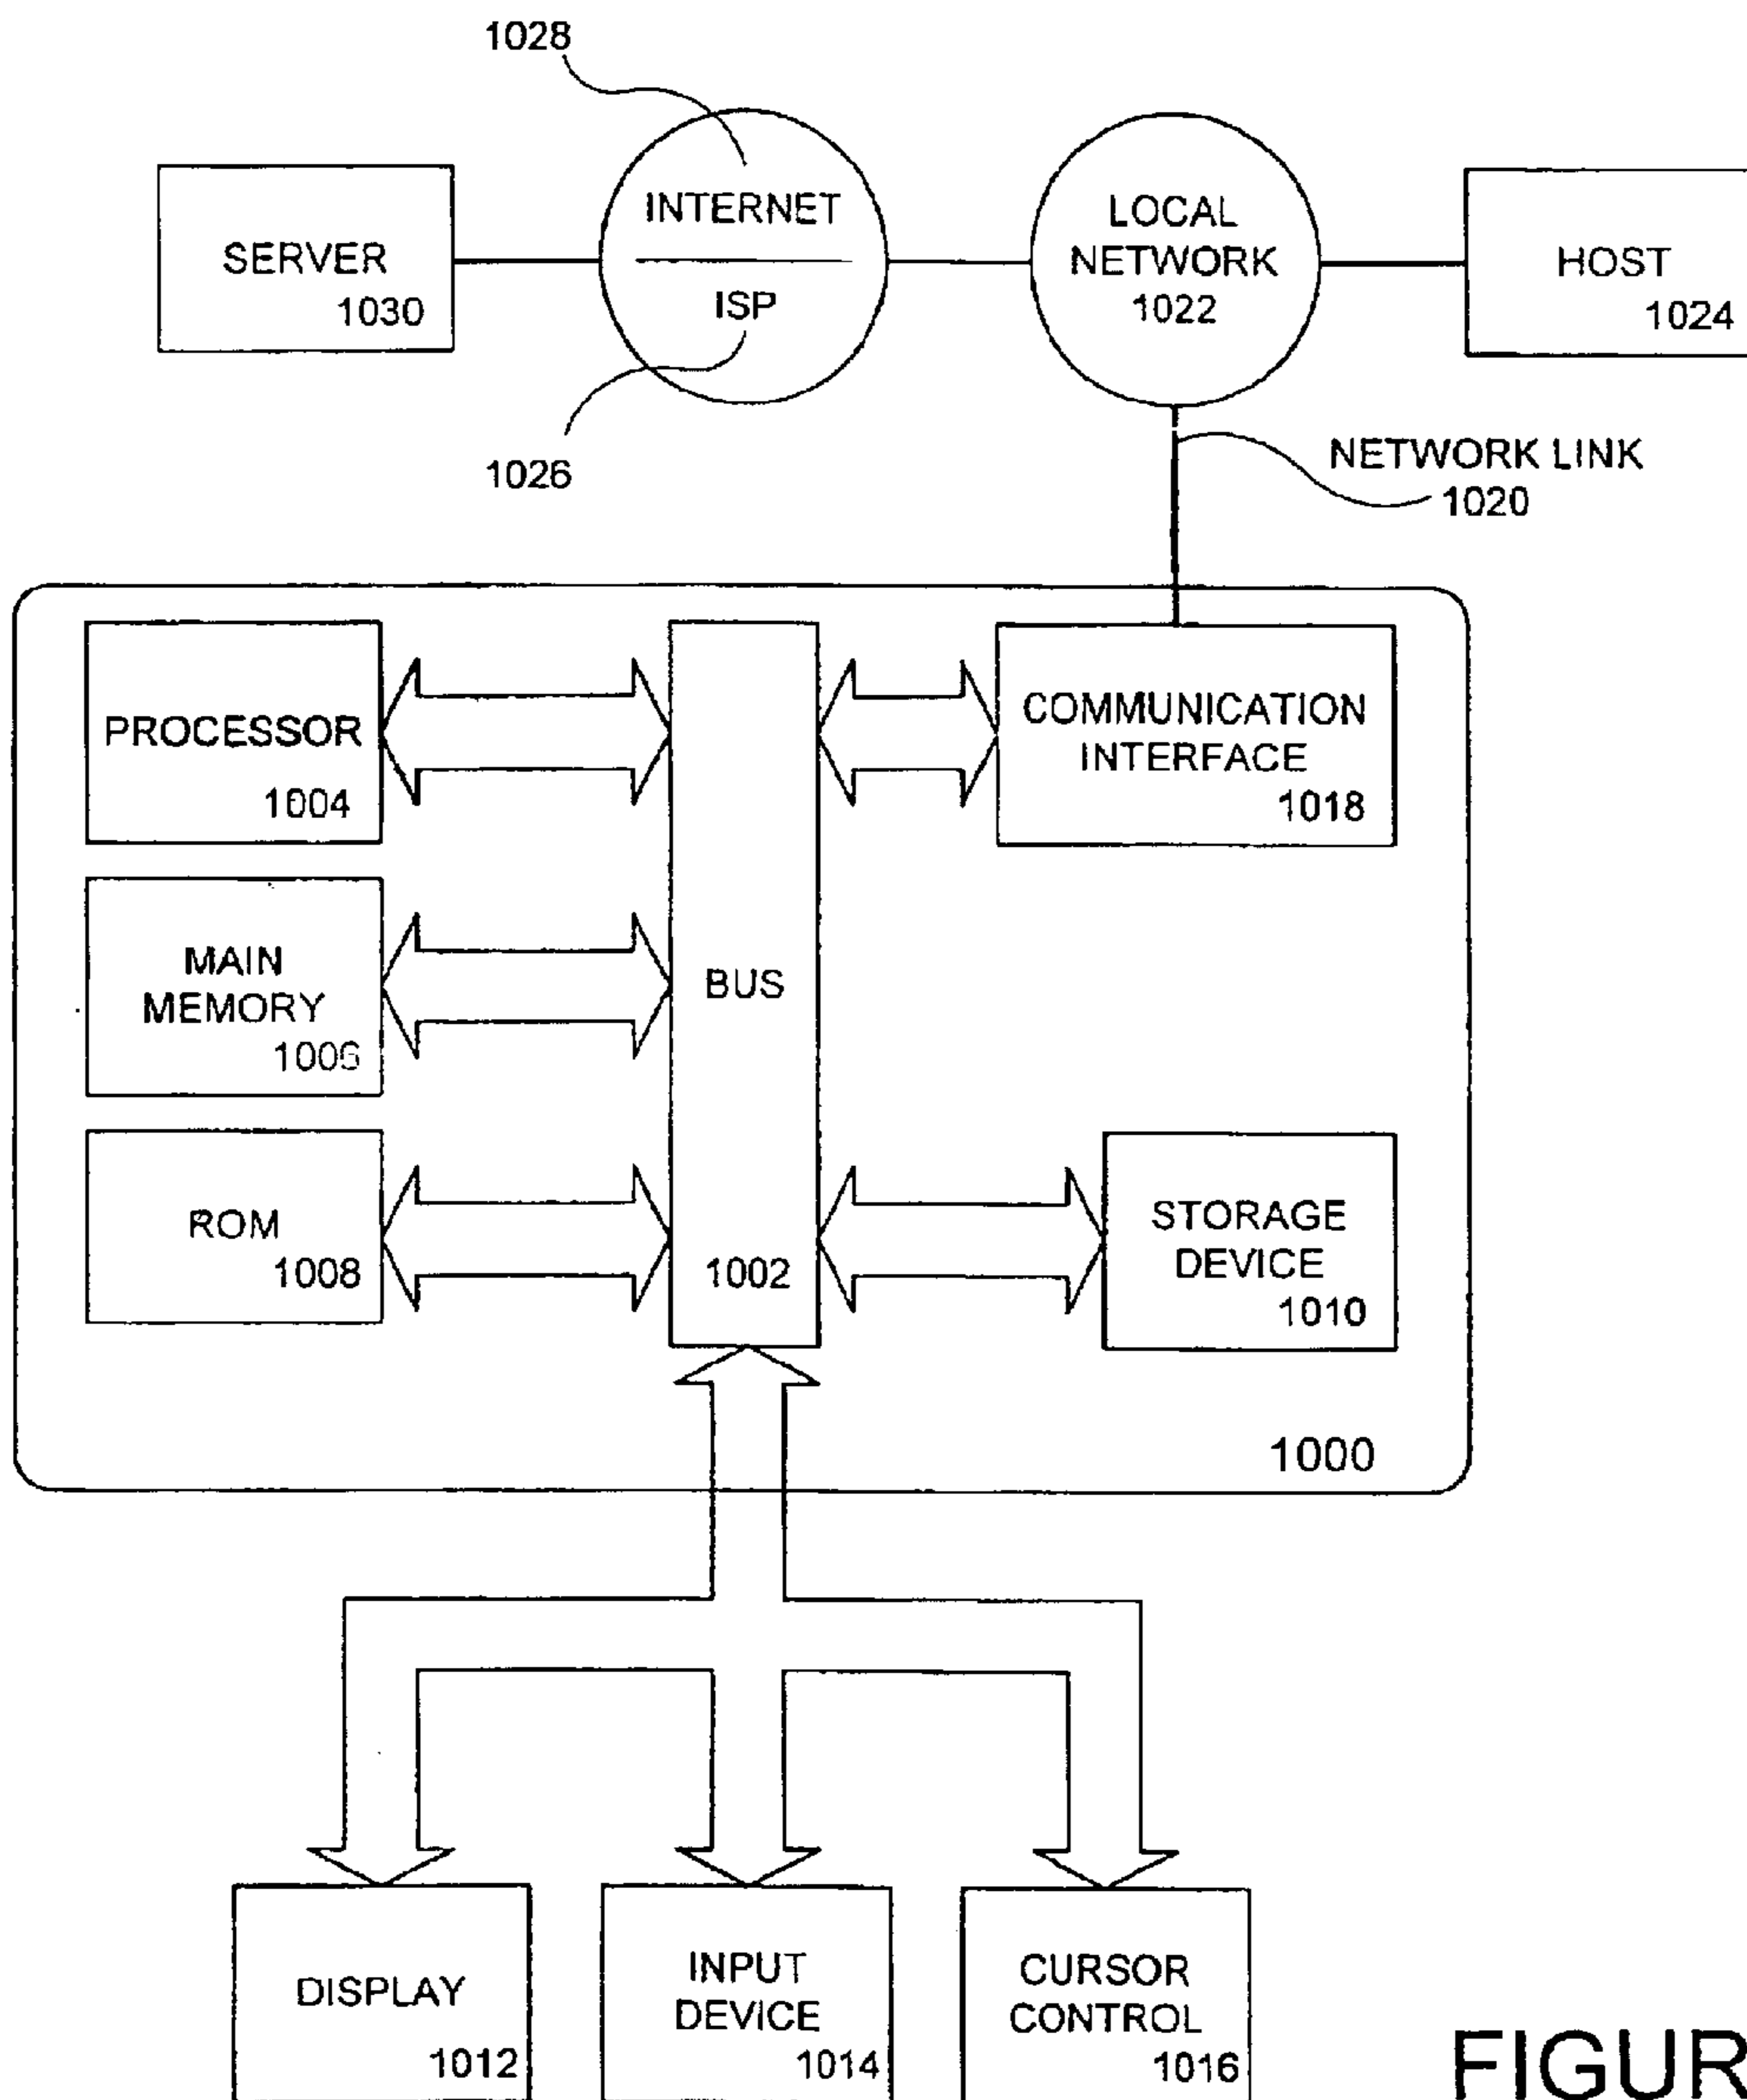 1028
INTERNET
ISP
1026
SERVER
1030
LOCAL
NETWORK
1022
HOST
1024
NETWORK LINK
1020
PROCESSOR
1004
MAIN
MEMORY
1006
ROM
1008
BUS
1002
COMMUNICATION
INTERFACE
1018
STORAGE
DEVICE
1010
1000
DISPLAY
1012
INPUT
DEVICE
1014
CURSOR
CONTROL
1016
FIGUR